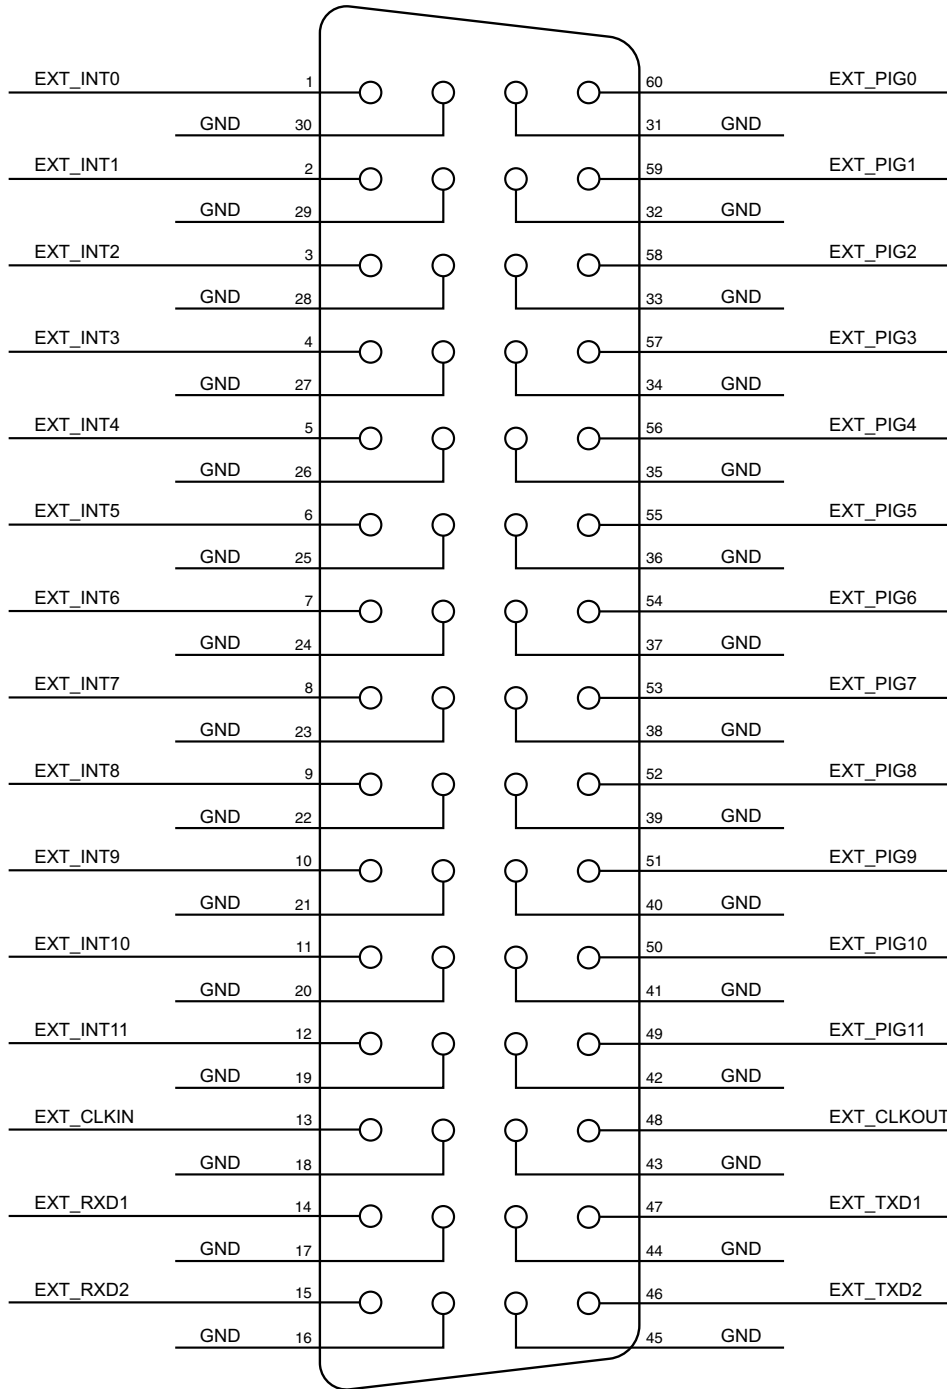 EXT_INT0 1 60 EXT_PIG0
GND 30 31 GND
EXT_INT1 2 59 EXT_PIG1
GND 29 32 GND
EXT_INT2 3 58 EXT_PIG2
GND 28 33 GND
EXT_INT3 4 57 EXT_PIG3
GND 27 34 GND
EXT_INT4 5 56 EXT_PIG4
GND 26 35 GND
EXT_INT5 6 55 EXT_PIG5
GND 25 36 GND
EXT_INT6 7 54 EXT_PIG6
GND 24 37 GND
EXT_INT7 8 53 EXT_PIG7
GND 23 38 GND
EXT_INT8 9 52 EXT_PIG8
GND 22 39 GND
EXT_INT9 10 51 EXT_PIG9
GND 21 40 GND
EXT_INT10 11 50 EXT_PIG10
GND 20 41 GND
EXT_INT11 12 49 EXT_PIG11
GND 19 42 GND
EXT_CLKIN 13 48 EXT_CLKOUT
GND 18 43 GND
EXT_RXD1 14 47 EXT_TXD1
GND 17 44 GND
EXT_RXD2 15 46 EXT_TXD2
GND 16 45 GND